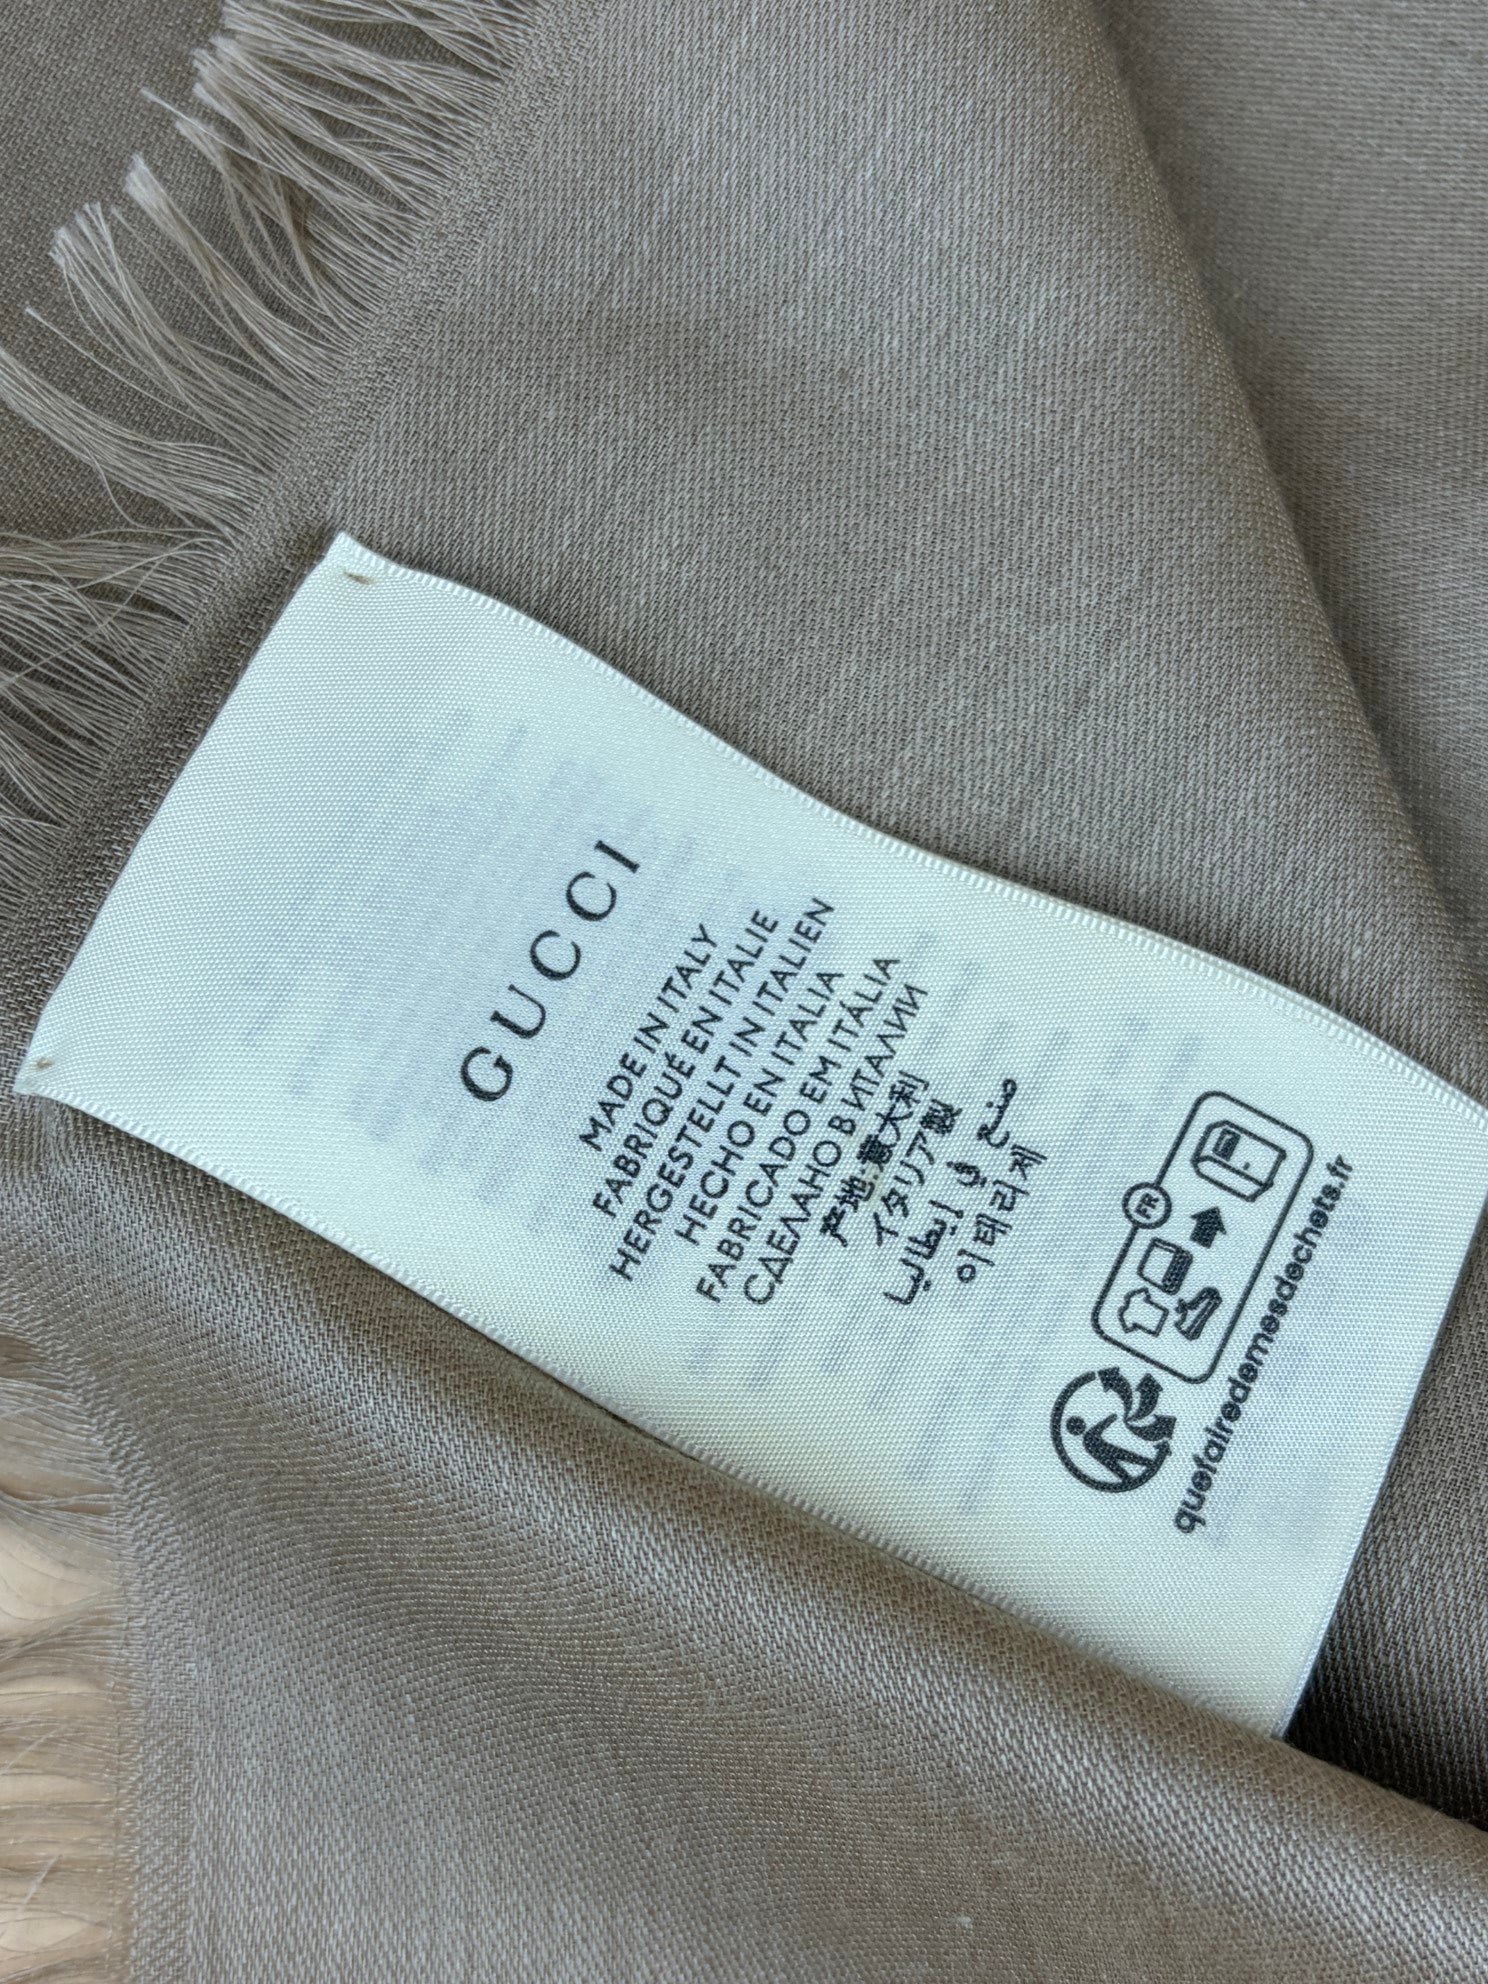 GUCCI
MADE IN ITALY
FABRIQUÉ EN ITALIE
HERGESTELLT IN ITALIEN
HECHO EN ITALIA
FABRICADO EM ITÁLIA
СДЕЛАНО В ИТАЛИИ
产地:意大利
イタリア製
صنع في إيطاليا
이태리제
FR
quefairedemesdechets.fr